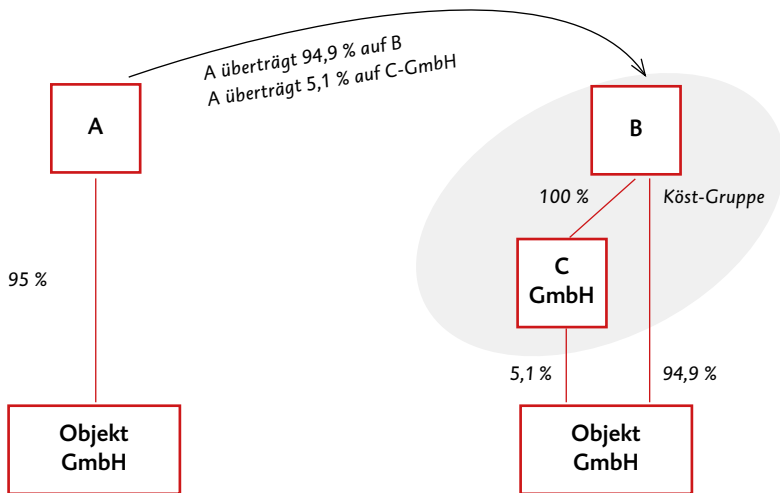 A überträgt 94,9 % auf B
A überträgt 5,1 % auf C-GmbH
A
B
100 %
Köst-Gruppe
C
GmbH
95 %
5,1 %
94,9 %
Objekt
GmbH
Objekt
GmbH